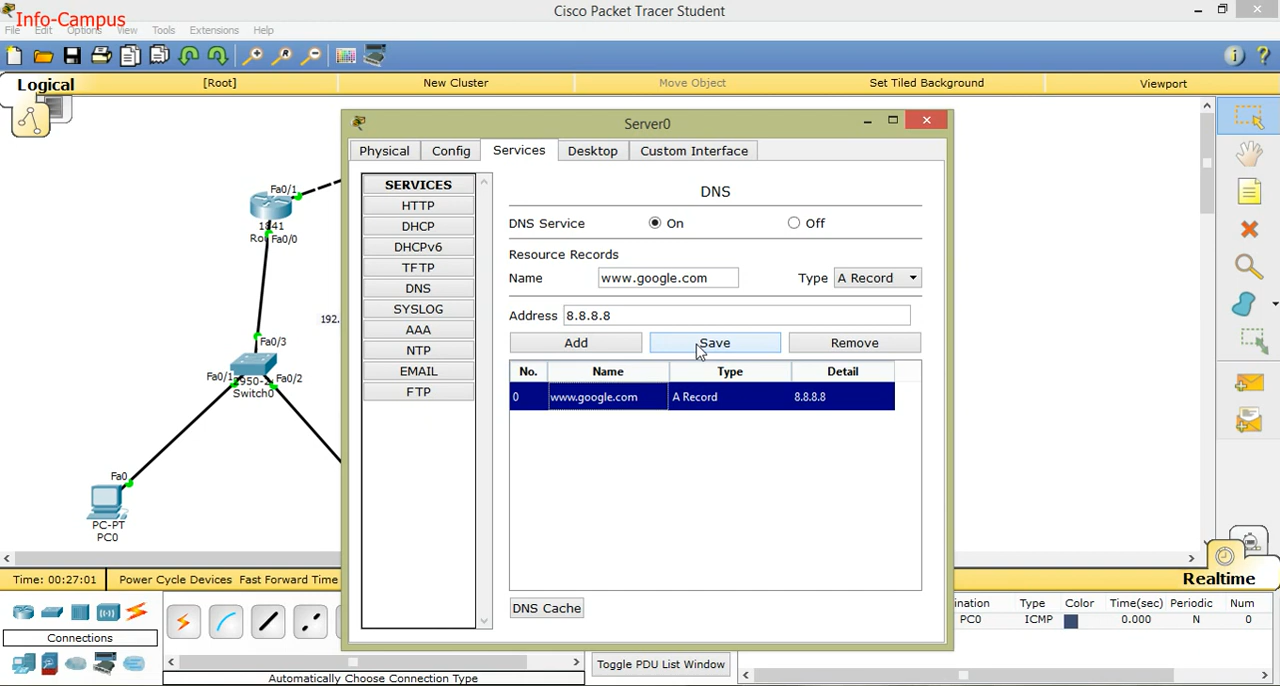 Cisco Packet Tracer Student
Info-Campus
File Edit Options View Tools Extensions Help
Logical
[Root]
New Cluster
Move Object
Set Tiled Background
Viewport
Server0
Physical
Config
Services
Desktop
Custom Interface
SERVICES
HTTP
DHCP
DHCPv6
TFTP
DNS
SYSLOG
AAA
NTP
EMAIL
FTP
DNS
DNS Service
On
Off
Resource Records
Name
www.google.com
Type
A Record
Address
8.8.8.8
Add
Save
Remove
No. Name Type Detail
0 www.google.com A Record 8.8.8.8
DNS Cache
Fa0/1
1841
Fa0/0
192.
Fa0/3
Fa0/1
Fa0/2
Switch0
Fa0
PC-PT
PC0
Time: 00:27:01
Power Cycle Devices Fast Forward Time
Realtime
Connections
Automatically Choose Connection Type
Toggle PDU List Window
ination Type Color Time(sec) Periodic Num
PC0 ICMP 0.000 N 0